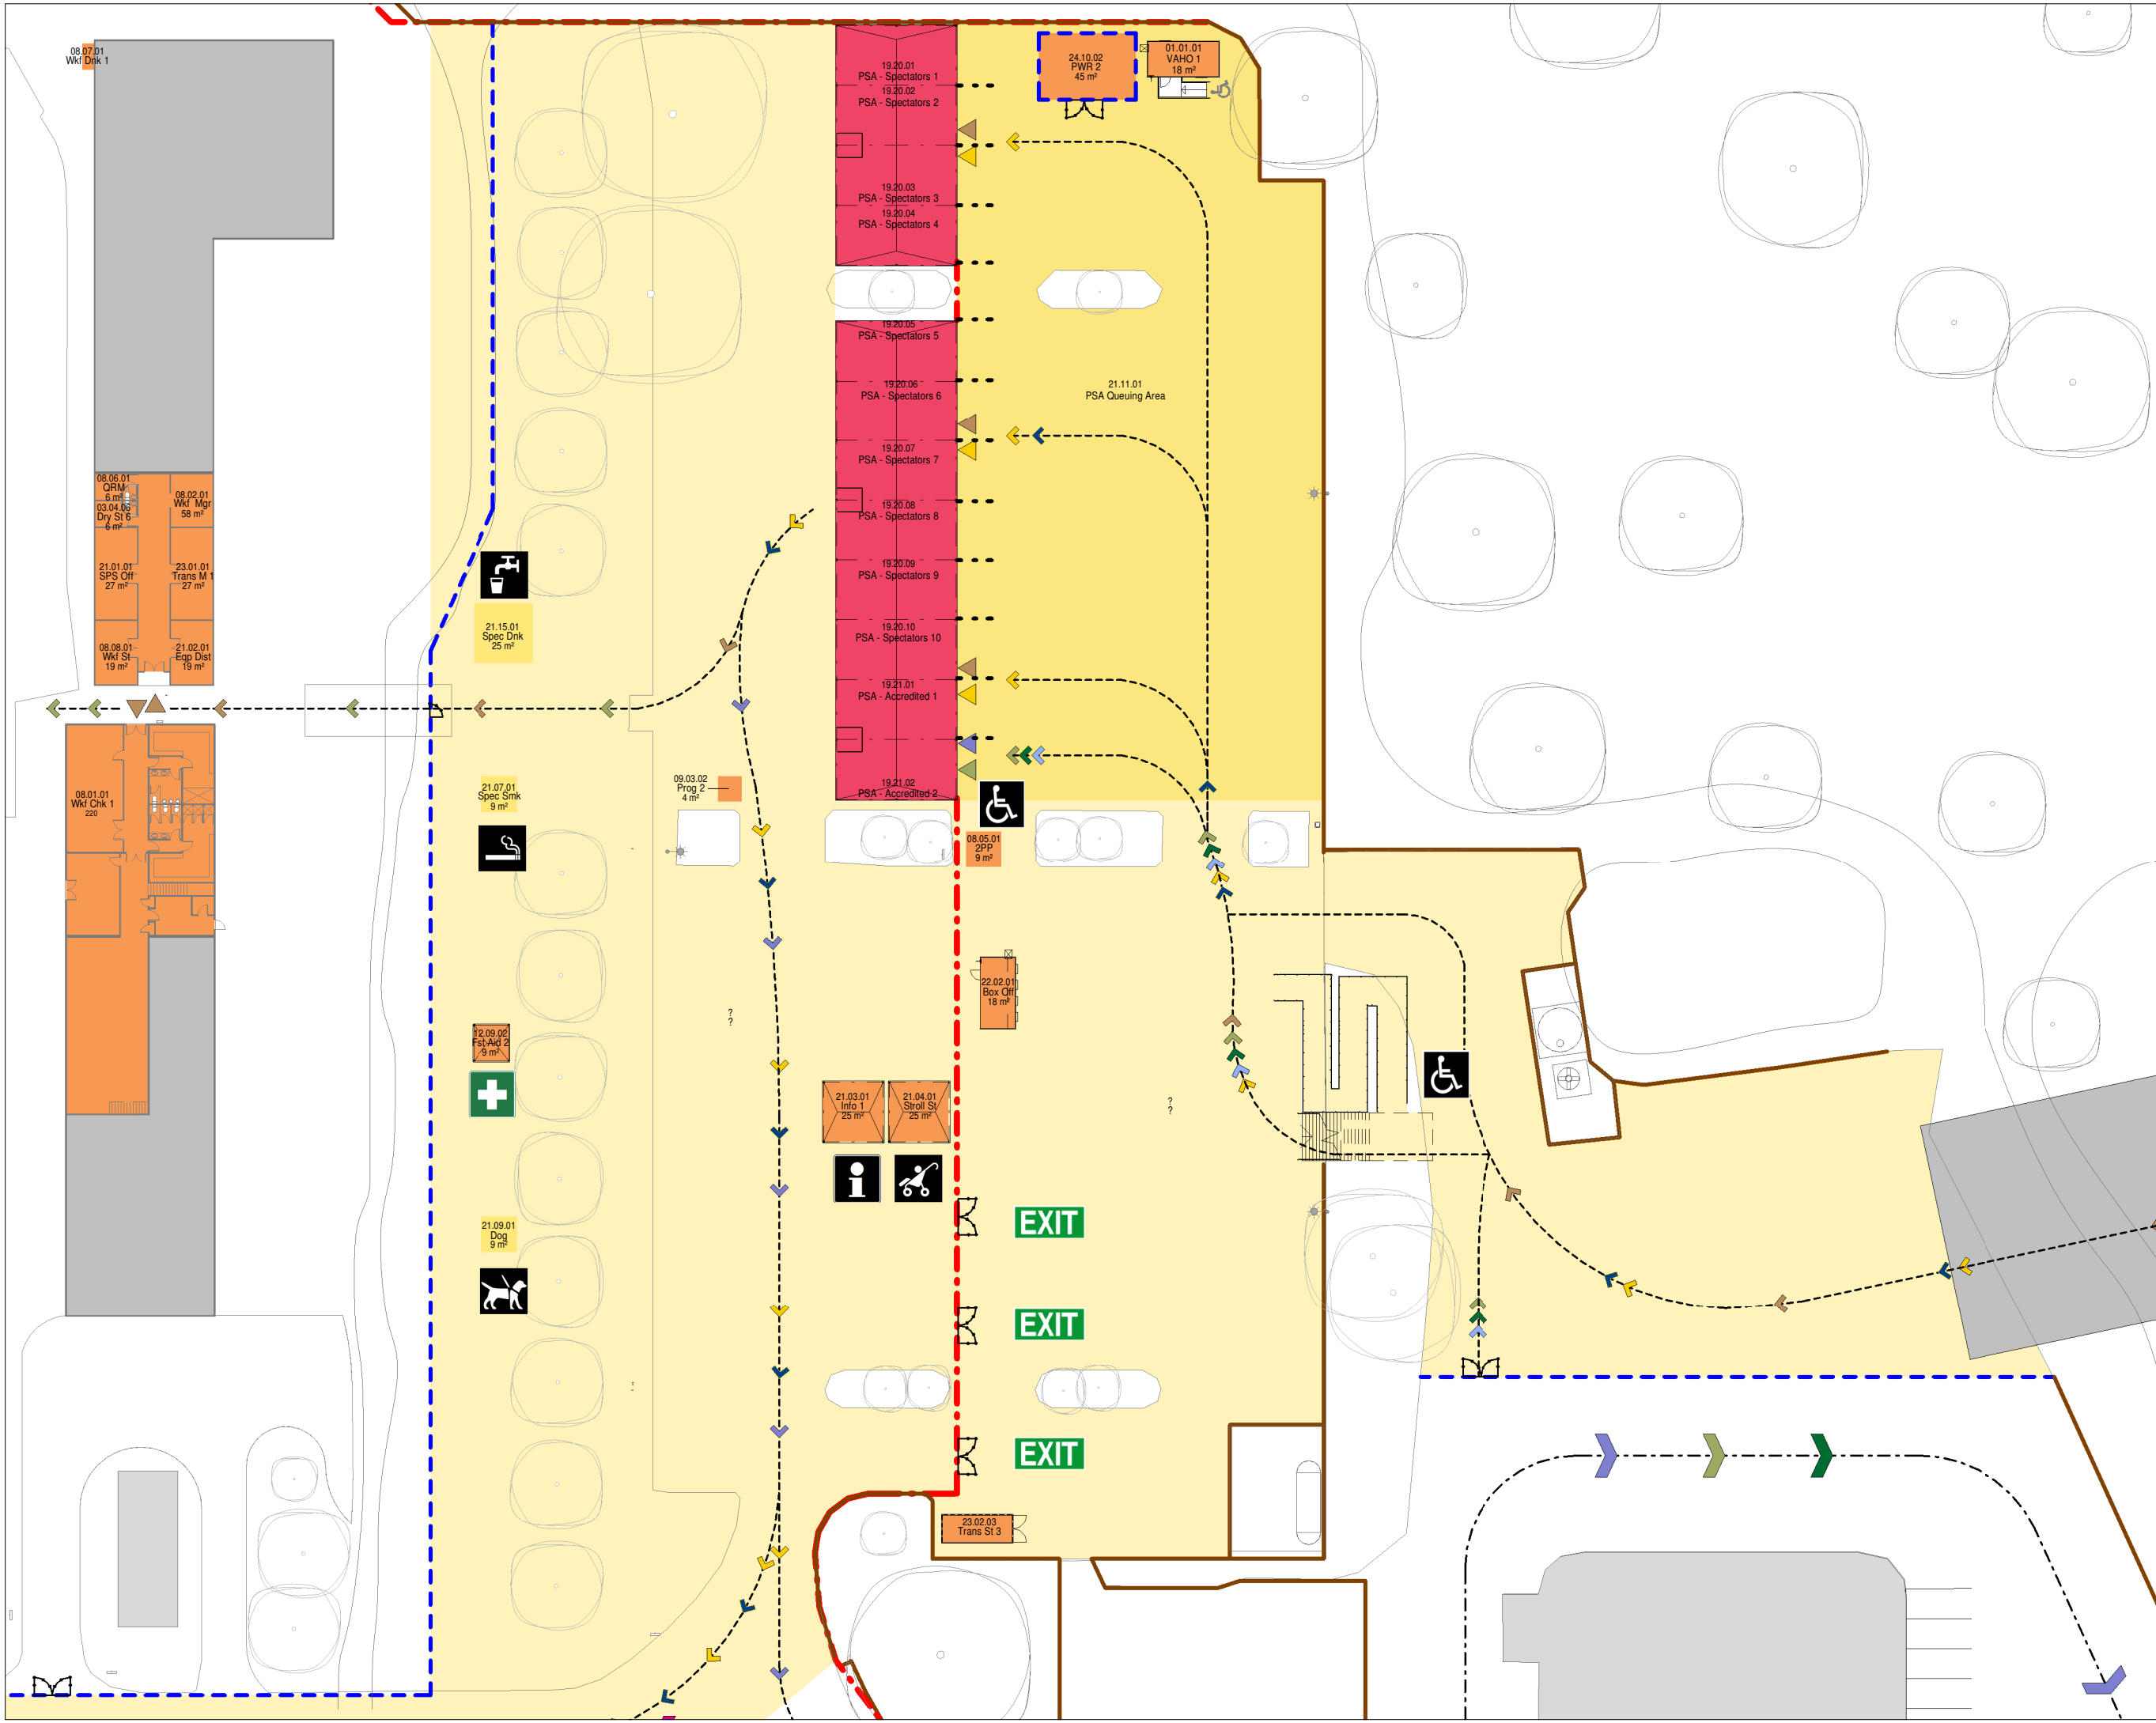 08.07.01
Wkf Dnk 1
24.10.02
PWR 2
45 m²
01.01.01
VAHO 1
18 m²
19.20.01
PSA - Spectators 1
19.20.02
PSA - Spectators 2
19.20.03
PSA - Spectators 3
19.20.04
PSA - Spectators 4
19.20.05
PSA - Spectators 5
19.20.06
PSA - Spectators 6
21.11.01
PSA Queuing Area
19.20.07
PSA - Spectators 7
19.20.08
PSA - Spectators 8
19.20.09
PSA - Spectators 9
19.20.10
PSA - Spectators 10
19.21.01
PSA - Accredited 1
19.21.02
PSA - Accredited 2
08.06.01
QRM
6 m²
03.04.06
Dry St 6
6 m²
08.02.01
Wkf Mgr
58 m²
21.01.01
SPS Off
27 m²
23.01.01
Trans M 1
27 m²
08.08.01
Wkf St
19 m²
21.02.01
Eqp Dist
19 m²
21.15.01
Spec Dnk
25 m²
08.01.01
Wkf Chk 1
220
21.07.01
Spec Smk
9 m²
09.03.02
Prog 2
4 m²
08.05.01
2PP
9 m²
22.02.01
Box Off
18 m²
?
?
12.09.02
Fst Aid 2
9 m²
21.03.01
Info 1
25 m²
21.04.01
Stroll St
25 m²
?
?
i
21.09.01
Dog
9 m²
EXIT
EXIT
EXIT
23.02.03
Trans St 3